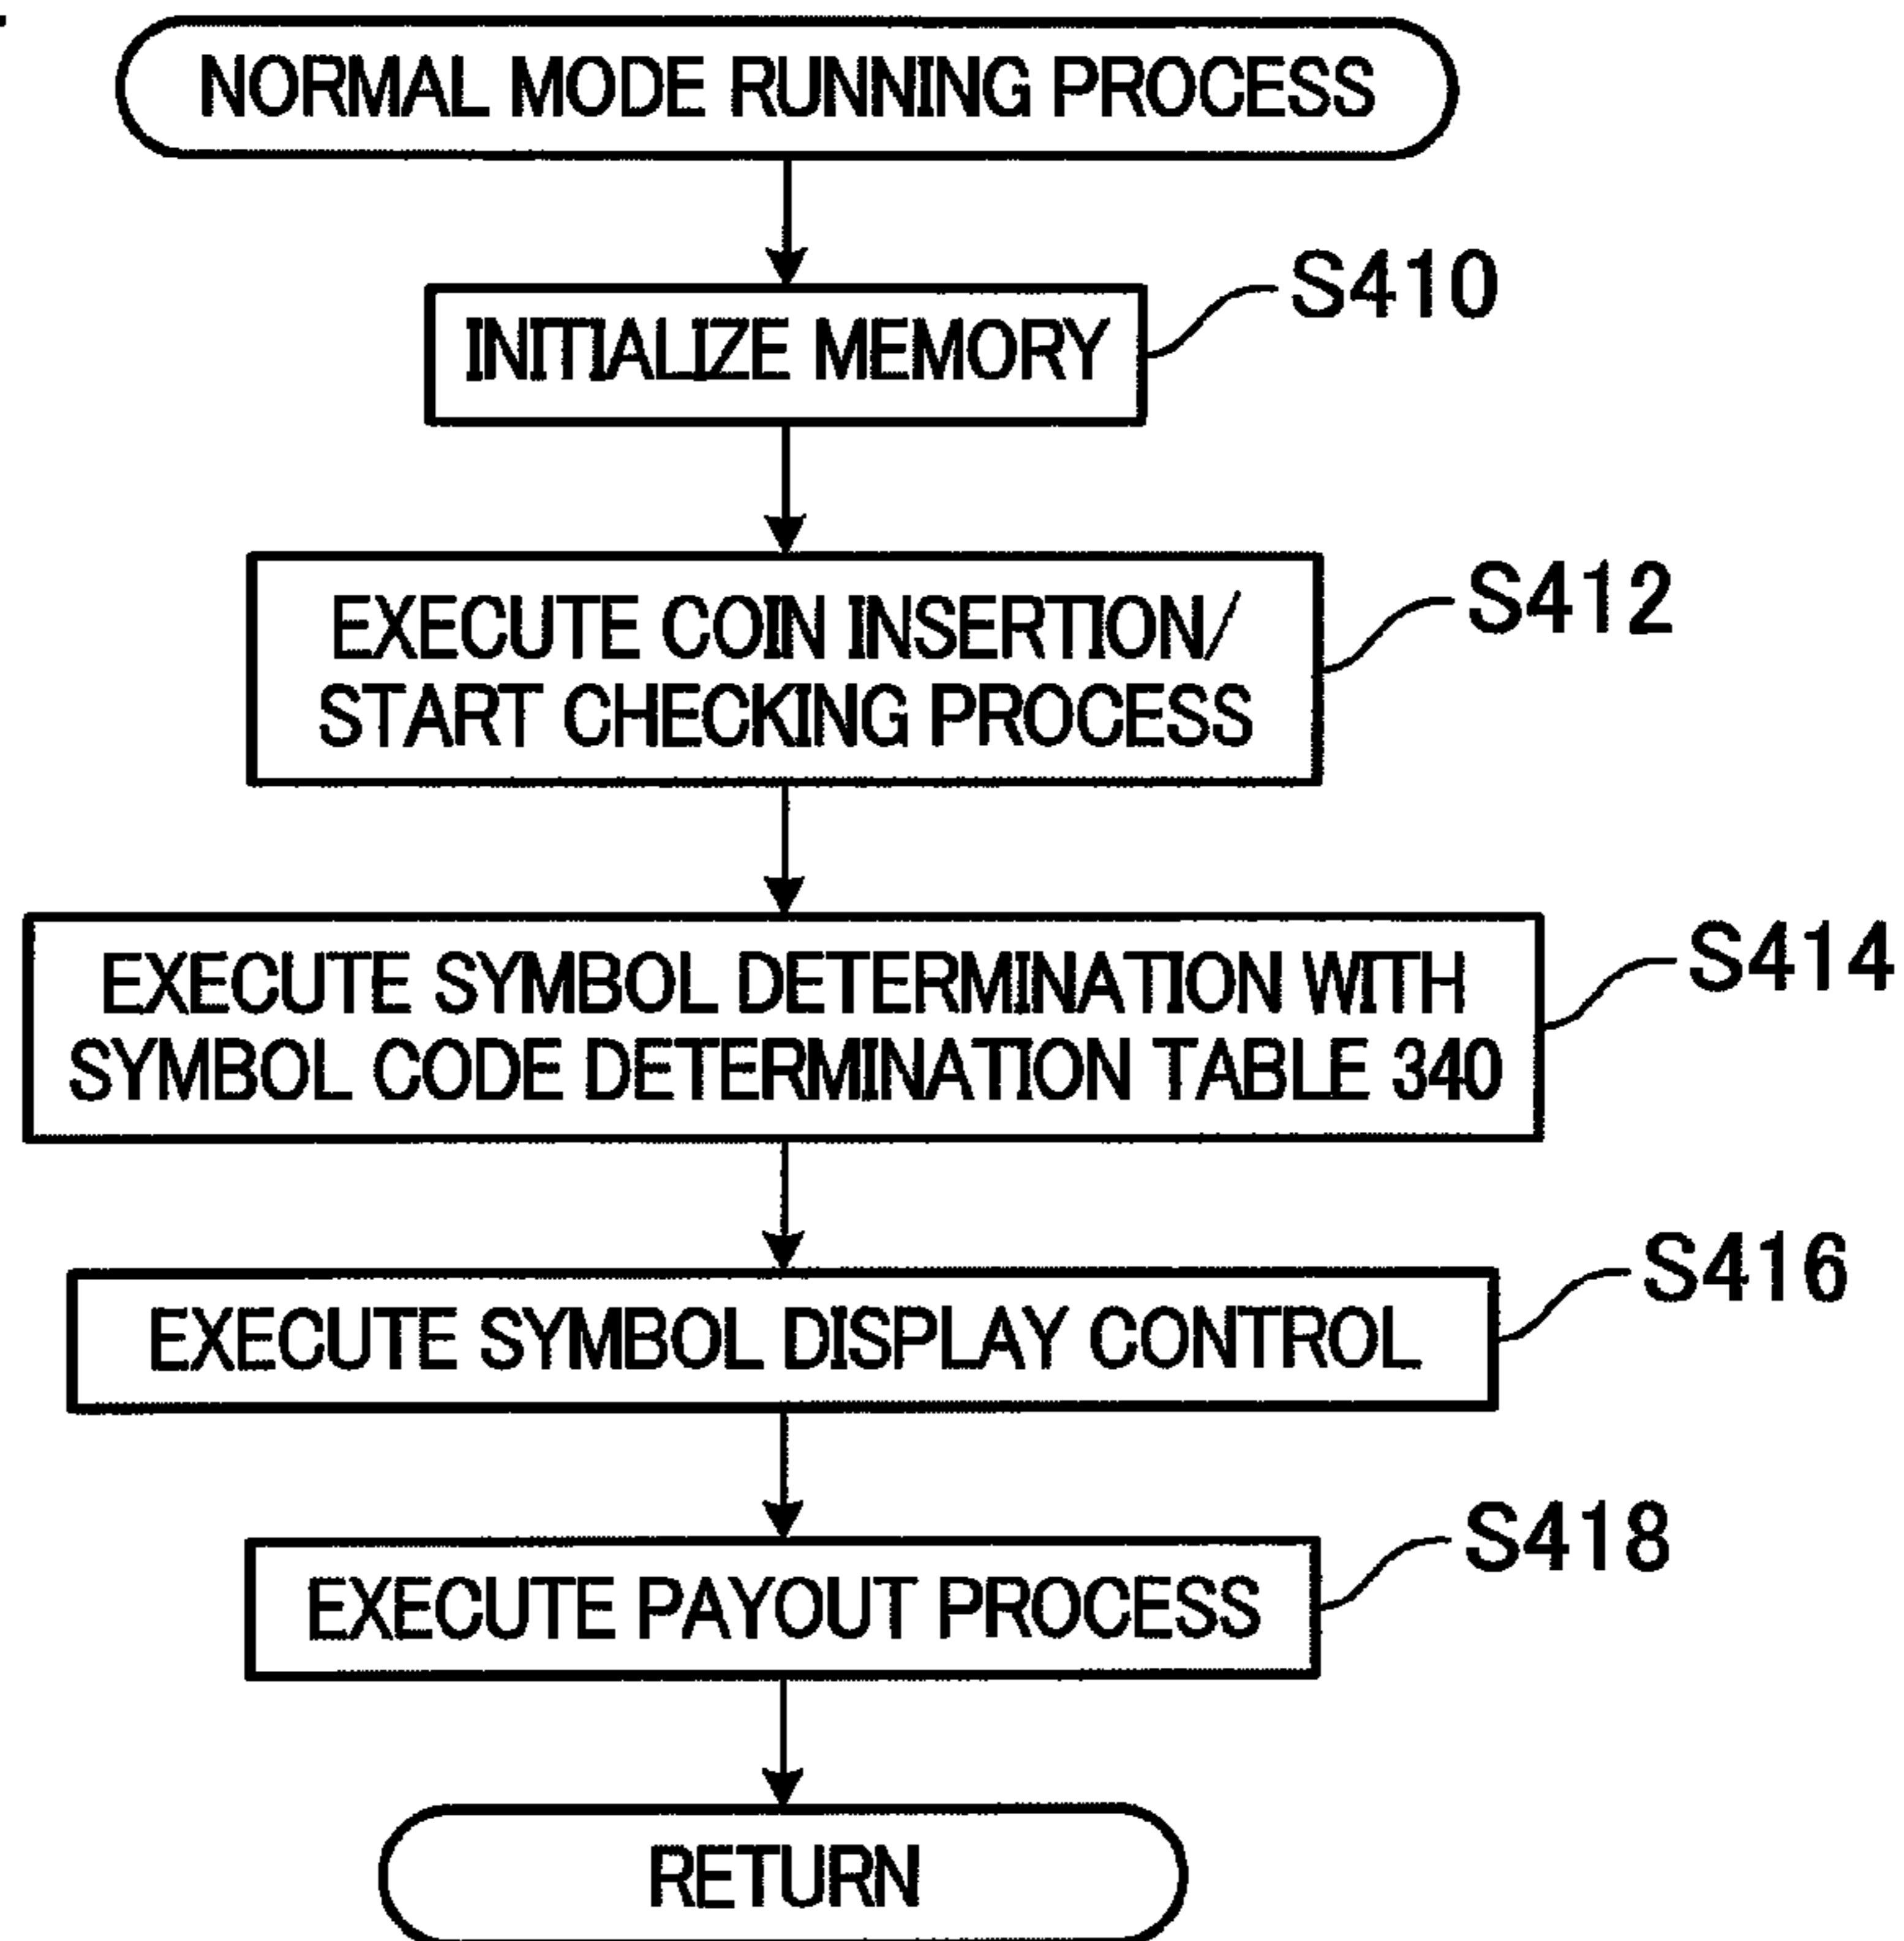 NORMAL MODE RUNNING PROCESS
S410
INITIALIZE MEMORY
S412
EXECUTE COIN INSERTION/
START CHECKING PROCESS
S414
EXECUTE SYMBOL DETERMINATION WITH
SYMBOL CODE DETERMINATION TABLE 340
S416
EXECUTE SYMBOL DISPLAY CONTROL
S418
EXECUTE PAYOUT PROCESS
RETURN